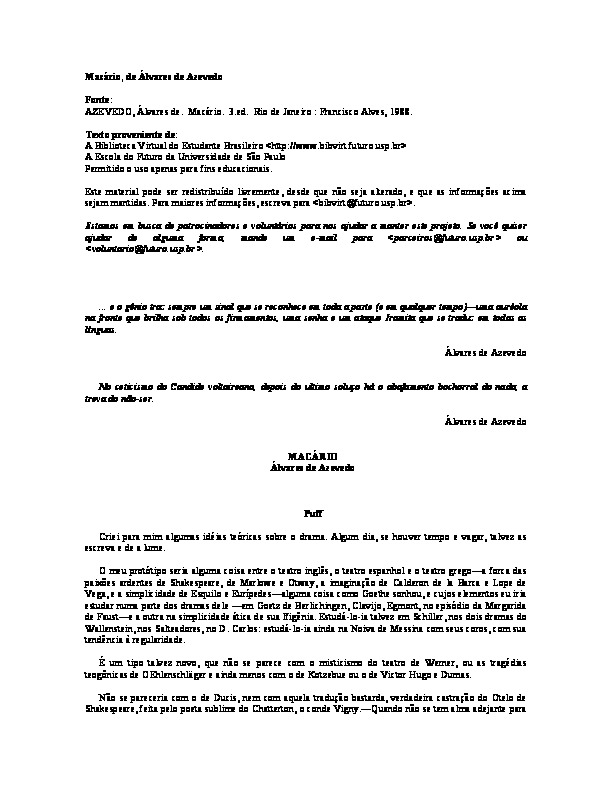 Macário, de Álvares de Azevedo
Fonte:
AZEVEDO, Álvares de. Macário. 3.ed. Rio de Janeiro : Francisco Alves, 1988.
Texto proveniente de:
A Biblioteca Virtual do Estudante Brasileiro <http://www.bibvirt.futuro.usp.br>
A Escola do Futuro da Universidade de São Paulo
Permitido o uso apenas para fins educacionais.
Este material pode ser redistribuído livremente, desde que não seja alterado, e que as informações acima
sejam mantidas. Para maiores informações, escreva para <bibvirt@futuro.usp.br>.
Estamos em busca de patrocinadores e voluntários para nos ajudar a manter este projeto. Se você quiser
ajudar de alguma forma, mande um e-mail para <parceiros@futuro.usp.br> ou
<voluntario@futuro.usp.br>.
... e o gênio traz sempre um sinal que se reconhece em toda a parte (e em qualquer tempo)—uma auréola
na fronte que brilha sob todos os firmamentos, uma senha e um ataque que se traduz em todas as
línguas.
Álvares de Azevedo
No ceticismo do Candide voltaireano, depois do ultimo soluço há o abafamento do nada, a
treva do não-ser.
Álvares de Azevedo
Álvares de Azevedo
Puff
Criei para mim algumas idéias teóricas sobre o drama. Algum dia, se houver tempo e vagar, talvez as
escreva e dê a lume.
O meu protótipo seria alguma coisa entre o teatro inglês, o teatro espanhol e o teatro grego—a força das
paixões ardentes de Shakespeare, de Marlowe e Otway, a imaginação de Calderon de la Barca e Lope de
Vega, e a simplicidade de Esquilo e Eurípedes—alguma coisa como Goethe sonhou, e cujos elementos eu iria
estudar numa parte dos dramas dele —em Goetz de Berlichingen, Clavijo, Egmont, no episódio da Margarida
de Faust—e a outra na simplicidade ática de sua Ifigênia. Estudá-lo-ia talvez em Schiller, nos dois dramas do
Wallenstein, nos Salteadores, no D. Carlos: estudá-lo-ia ainda na Noiva de Messina com seus coros, com sua
tendência à regularidade.
É um tipo talvez novo, que não se parece com o misticismo do teatro de Werner, ou as tragédias
teogônicas de OEhlenschläger e ainda menos com o de Kotzebue ou o de Victor Hugo e Dumas.
Não se pareceria com o de Ducis, nem com aquela tradução bastarda, verdadeira castração do Otelo de
Shakespeare, feita pelo poeta sublime do Chatterton, o conde Vigny.—Quando não se tem alma adejante para